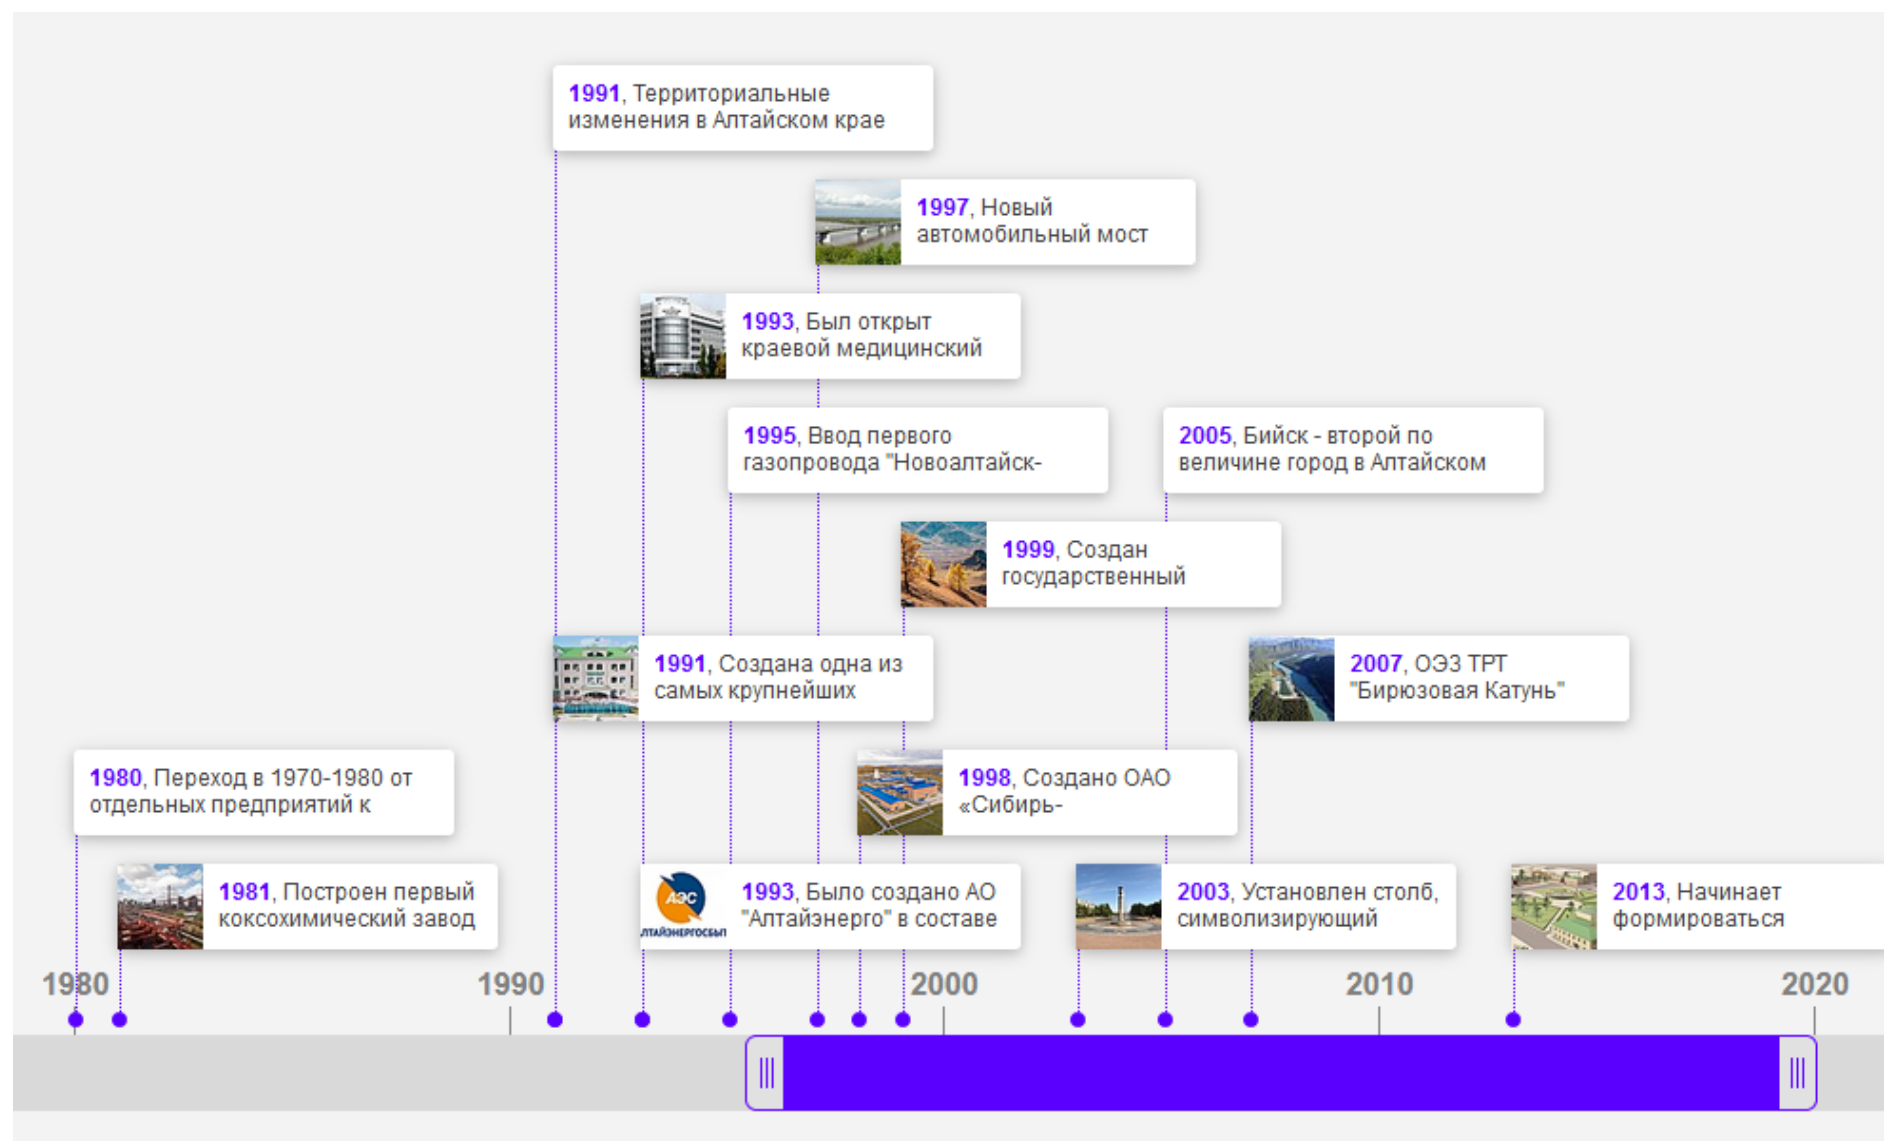 1991, Территориальные
изменения в Алтайском крае
1997, Новый
автомобильный мост
1993, Был открыт
краевой медицинский
1995, Ввод первого
газопровода "Новоалтайск-
2005, Бийск - второй по
величине город в Алтайском
1999, Создан
государственный
1991, Создана одна из
самых крупнейших
2007, ОЭЗ ТРТ
"Бирюзовая Катунь"
1980, Переход в 1970-1980 от
отдельных предприятий к
1998, Создано ОАО
«Сибирь-
1981, Построен первый
коксохимический завод
АЭС
ЛТАЙЭНЕРГОСБЫТ
1993, Было создано АО
"Алтайэнерго" в составе
2003, Установлен столб,
символизирующий
2013, Начинает
формироваться
1980
1990
2000
2010
2020